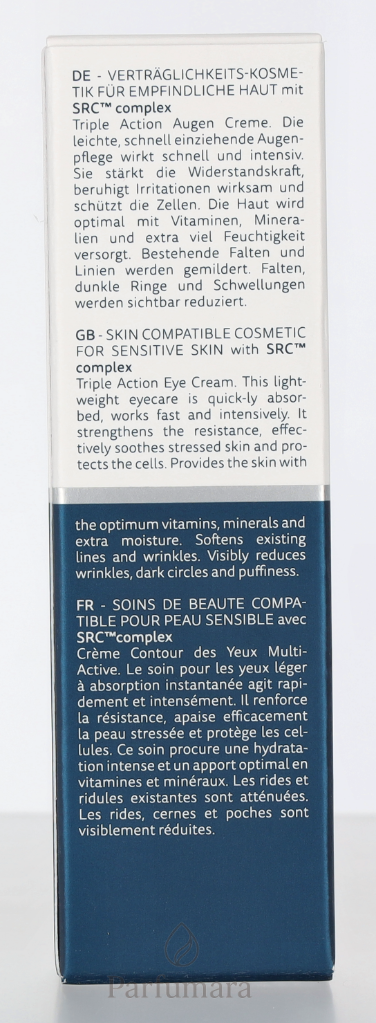 DE - VERTRÄGLICHKEITS-KOSME-
TIK FÜR EMPFINDLICHE HAUT mit
SRC™ complex
Triple Action Augen Creme. Die
leichte, schnell einziehende Augen-
pflege wirkt schnell und intensiv.
Sie stärkt die Widerstandskraft,
beruhigt Irritationen wirksam und
schützt die Zellen. Die Haut wird
optimal mit Vitaminen, Minera-
lien und extra viel Feuchtigkeit
versorgt. Bestehende Falten und
Linien werden gemildert. Falten,
dunkle Ringe und Schwellungen
werden sichtbar reduziert.
GB - SKIN COMPATIBLE COSMETIC
FOR SENSITIVE SKIN with SRC™
complex
Triple Action Eye Cream. This light-
weight eyecare is quick-ly absor-
bed, works fast and intensively. It
strengthens the resistance, effec-
tively soothes stressed skin and pro-
tects the cells. Provides the skin with
the optimum vitamins, minerals and
extra moisture. Softens existing
lines and wrinkles. Visibly reduces
wrinkles, dark circles and puffiness.
FR - SOINS DE BEAUTE COMPA-
TIBLE POUR PEAU SENSIBLE avec
SRC™complex
Crème Contour des Yeux Multi-
Active. Le soin pour les yeux léger
à absorption instantanée agit rapi-
dement et intensément. Il renforce
la résistance, apaise efficacement
la peau stressée et protège les cel-
lules. Ce soin procure une hydrata-
tion intense et un apport optimal en
vitamines et minéraux. Les rides et
ridules existantes sont atténuées.
Les rides, cernes et poches sont
visiblement réduites.
Parfumara